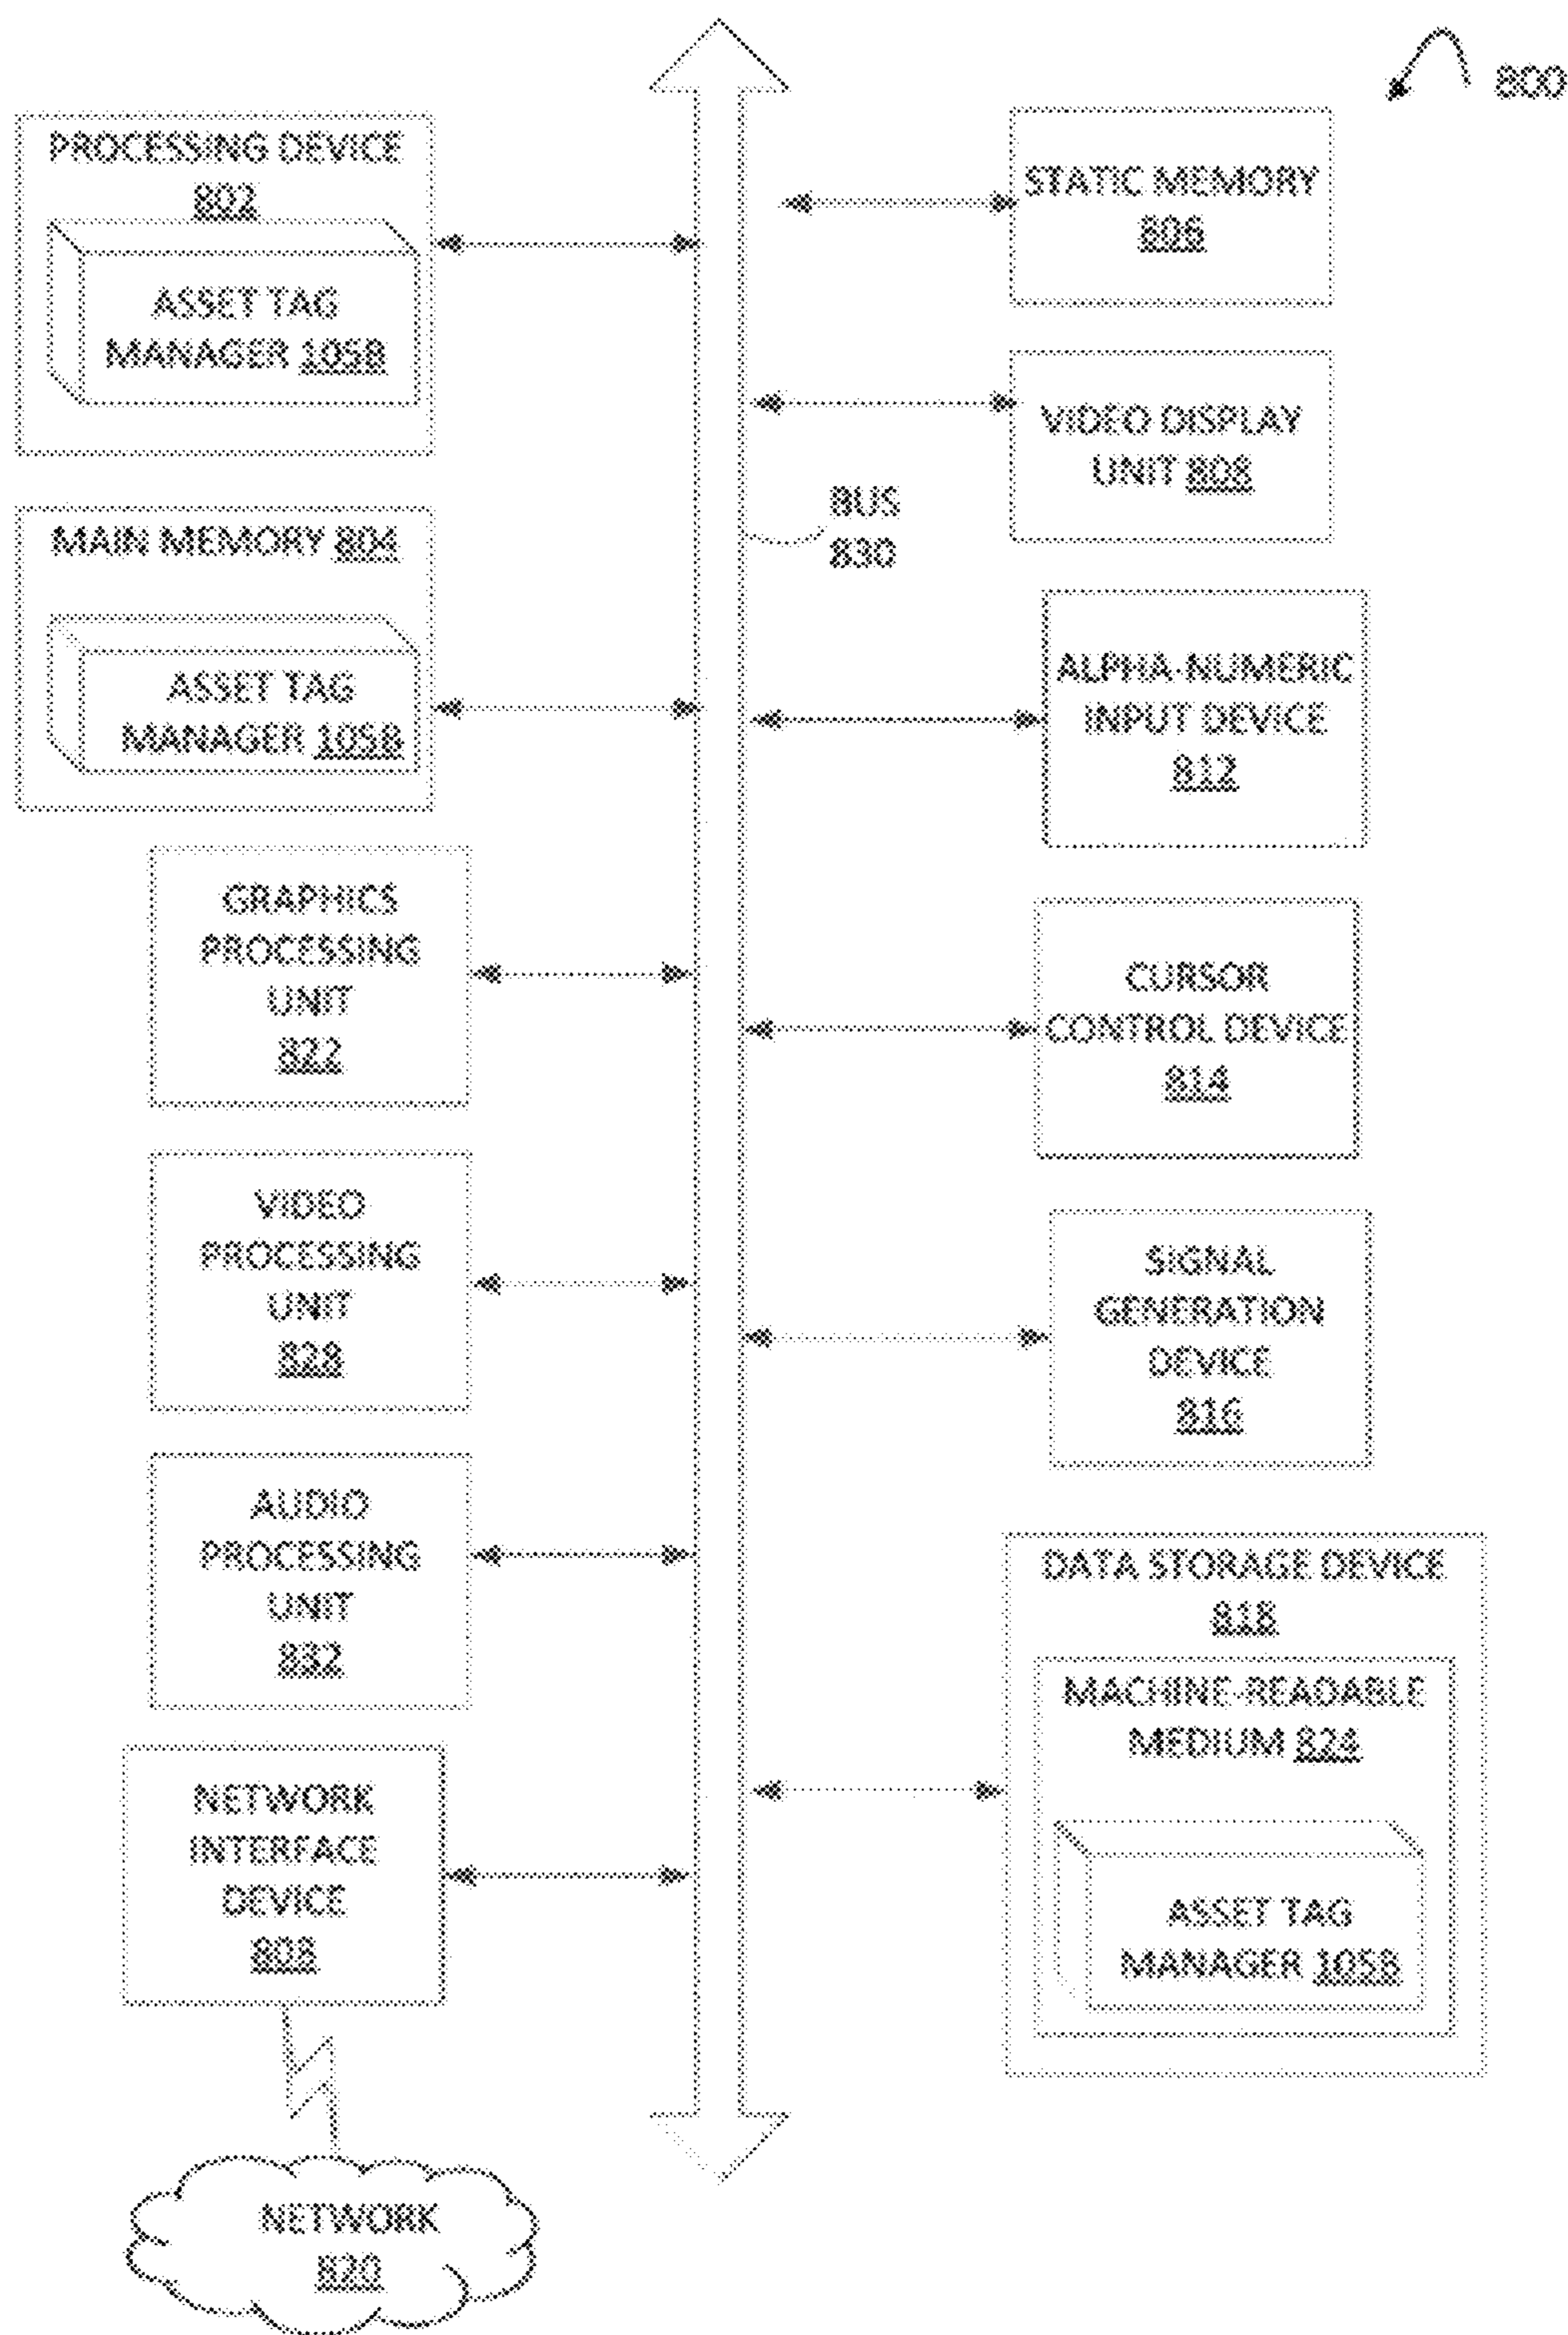 800
PROCESSING DEVICE
802
ASSET TAG
MANAGER 105B
MAIN MEMORY 804
ASSET TAG
MANAGER 105B
GRAPHICS
PROCESSING
UNIT
822
VIDEO
PROCESSING
UNIT
828
AUDIO
PROCESSING
UNIT
832
NETWORK
INTERFACE
DEVICE
808
NETWORK
820
BUS
830
STATIC MEMORY
806
VIDEO DISPLAY
UNIT 808
ALPHA-NUMERIC
INPUT DEVICE
812
CURSOR
CONTROL DEVICE
814
SIGNAL
GENERATION
DEVICE
816
DATA STORAGE DEVICE
818
MACHINE-READABLE
MEDIUM 824
ASSET TAG
MANAGER 105B